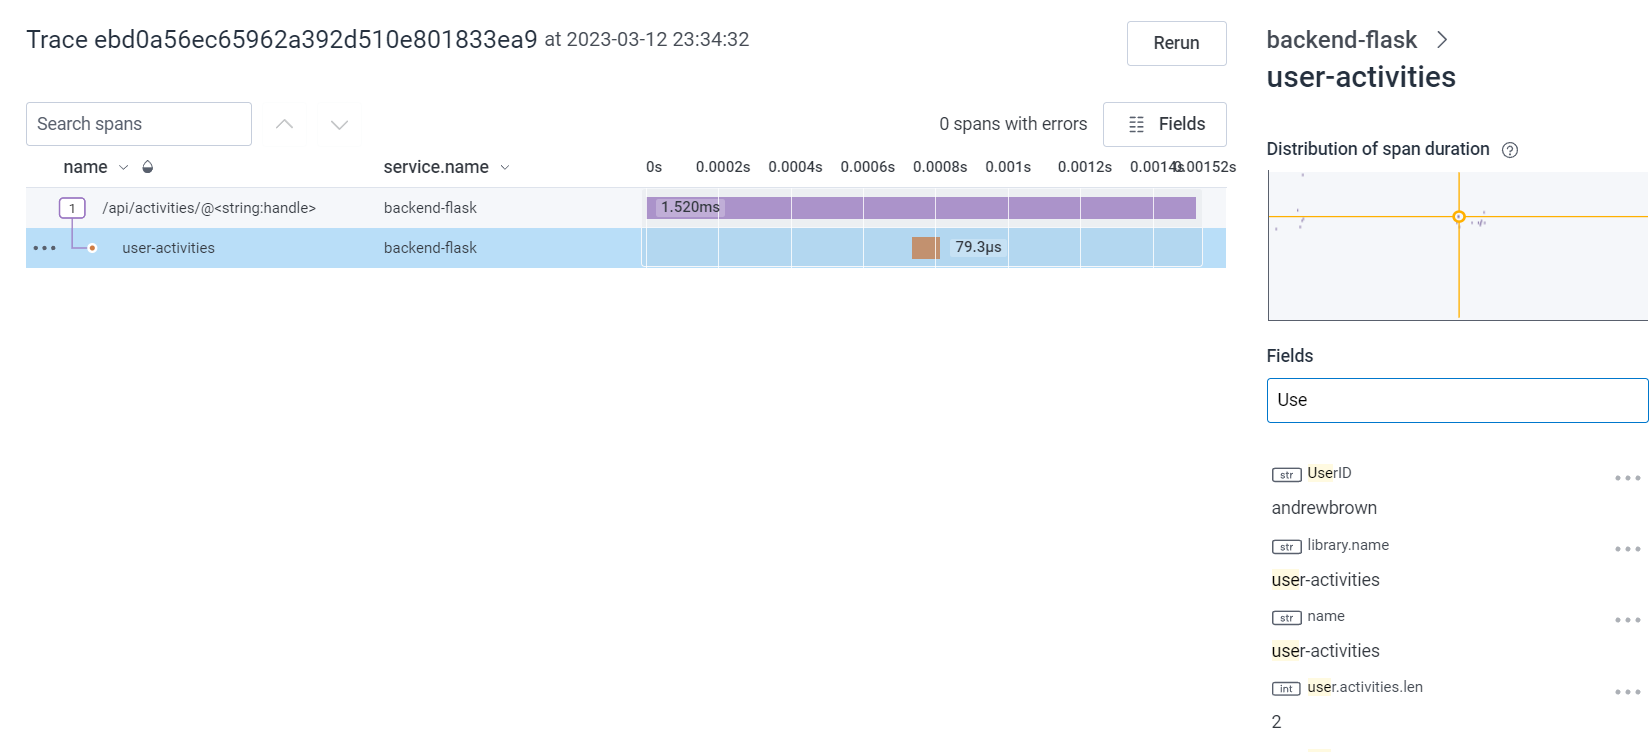 Trace ebd0a56ec65962a392d510e801833ea9 at 2023-03-12 23:34:32
Rerun
Search spans
0 spans with errors
Fields
name
service.name
0s 0.0002s 0.0004s 0.0006s 0.0008s 0.001s 0.0012s 0.0014s 0.00152s
1 /api/activities/@<string:handle> backend-flask 1.520ms
user-activities backend-flask 79.3µs
backend-flask
user-activities
Distribution of span duration
Fields
Use
str UserID
andrewbrown
str library.name
user-activities
str name
user-activities
int user.activities.len
2